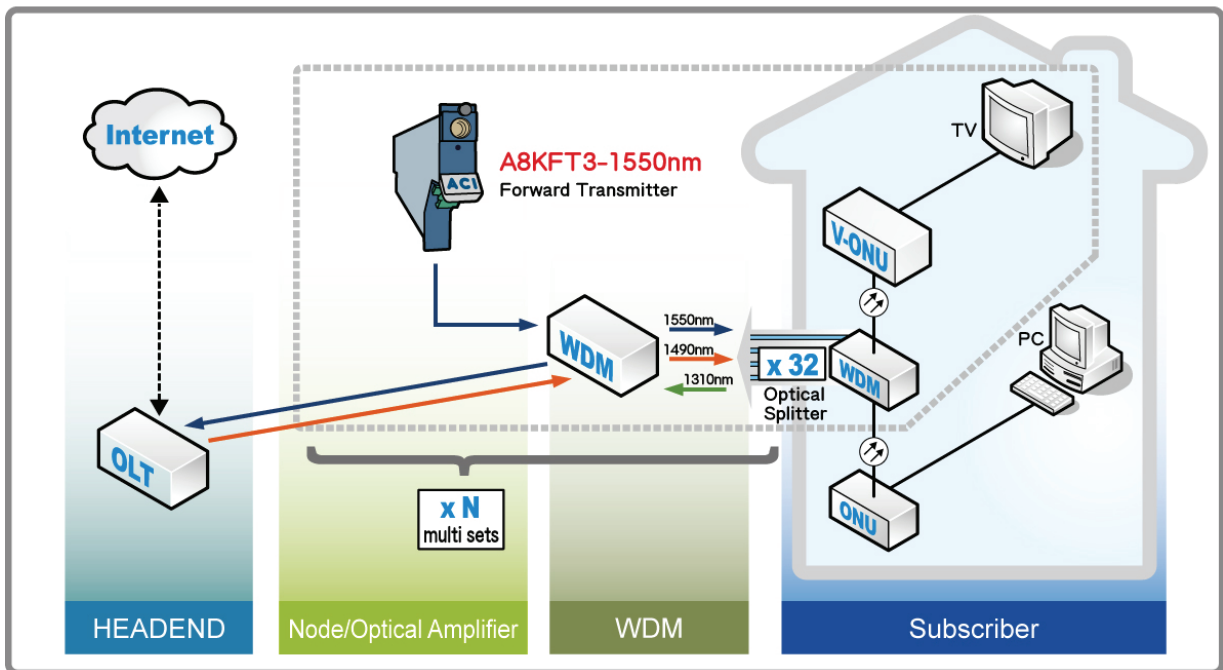 Internet
A8KFT3-1550nm
Forward Transmitter
ACI
TV
V-ONU
1550nm
WDM
1490nm
x 32
WDM
PC
1310nm
Optical
Splitter
OLT
x N
multi sets
ONU
HEADEND
Node/Optical Amplifier
WDM
Subscriber